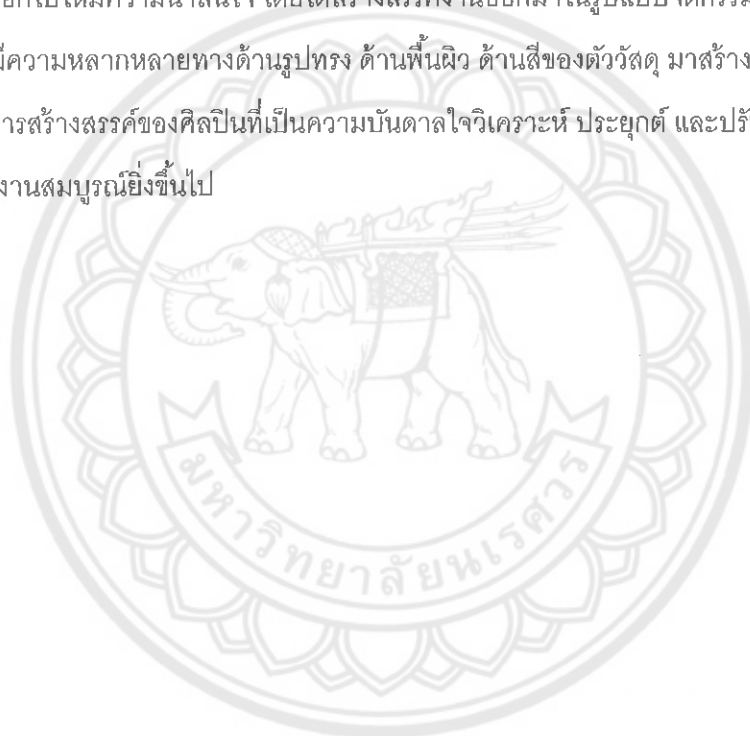 มีความหลากหลายทางด้านรูปทรง ด้านพื้นผิว ด้านสีของตัววัสดุ มาสร้าง
ารสร้างสรรค์ของศิลปินที่เป็นความบันดาลใจวิเคราะห์ ประยุกต์ และปรั
งานสมบูรณ์ยิ่งขึ้นไป
มหาวิทยาลัยนเรศวร